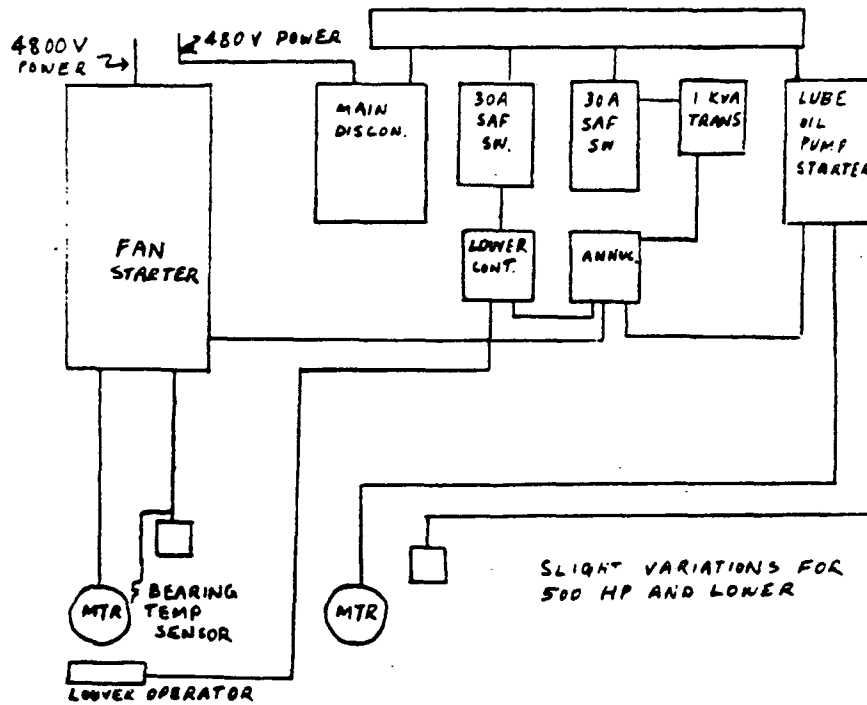 4800V
POWER
480V POWER
MAIN
DISCON.
30A
SAF
SW.
30A
SAF
SW
1 KVA
TRANS
LUBE
OIL
PUMP
STARTER
FAN
STARTER
LOWER
CONT.
ANNUC.
MTR
BEARING
TEMP
SENSOR
MTR
SLIGHT VARIATIONS FOR
500 HP AND LOWER
LOUVER OPERATOR